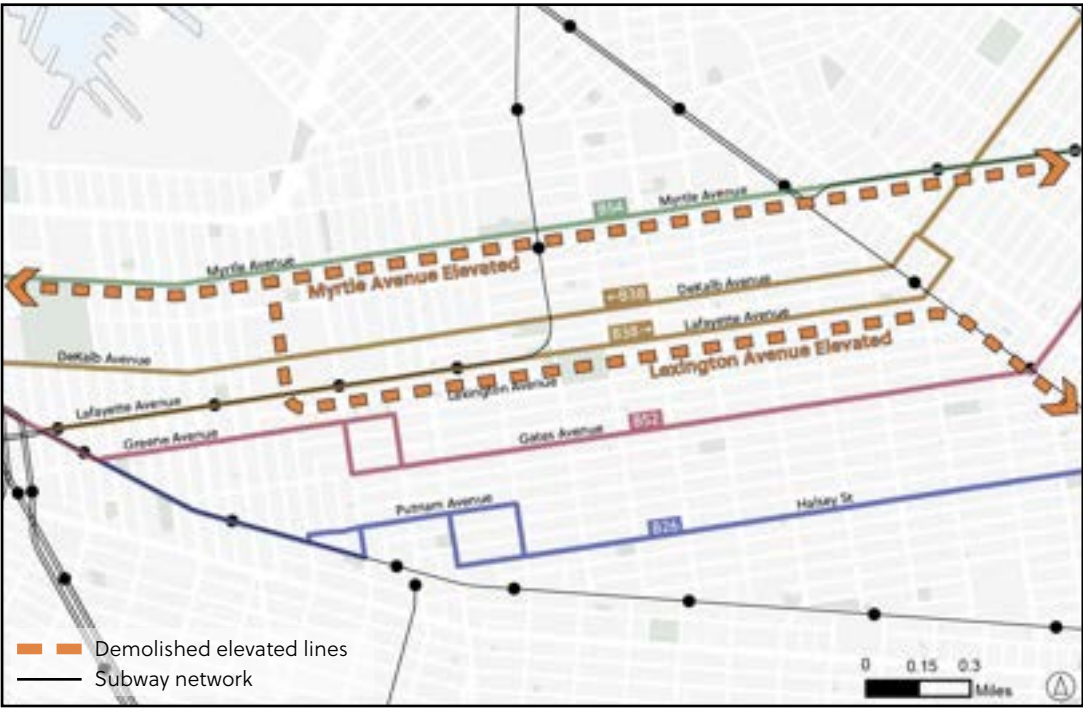 B54
Myrtle Avenue
Myrtle Avenue
Myrtle Avenue Elevated
←B38
DeKalb Avenue
B38→
Lafayette Avenue
DeKalb Avenue
Lexington Avenue Elevated
Lexington Avenue
Lafayette Avenue
B52
Greene Avenue
Gates Avenue
Putnam Avenue
Halsey St
B26
Demolished elevated lines
Subway network
0 0.15 0.3
Miles